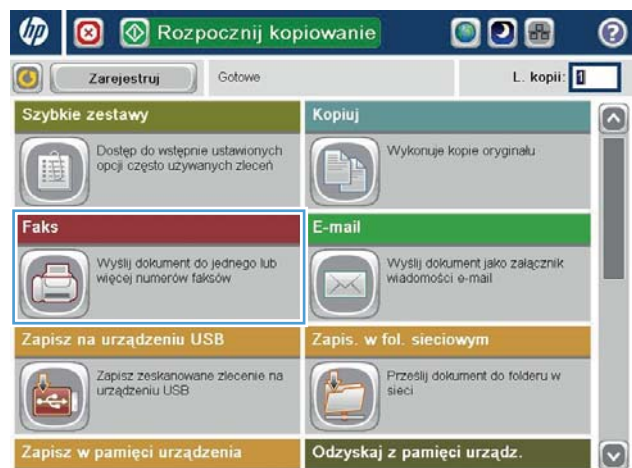 hp Rozpocznij kopiowanie ?
Zarejestruj Gotowe L. kopii: 1
Szybkie zestawy
Dostęp do wstępnie ustawionych
opcji często używanych zleceń
Kopiuj
Wykonuje kopie oryginału
Faks
Wyślij dokument do jednego lub
więcej numerów faksów
E-mail
Wyślij dokument jako załącznik
wiadomości e-mail
Zapisz na urządzeniu USB
Zapisz zeskanowane zlecenie na
urządzeniu USB
Zapis. w fol. sieciowym
Prześlij dokument do folderu w
sieci
Zapisz w pamięci urządzenia
Odzyskaj z pamięci urządz.